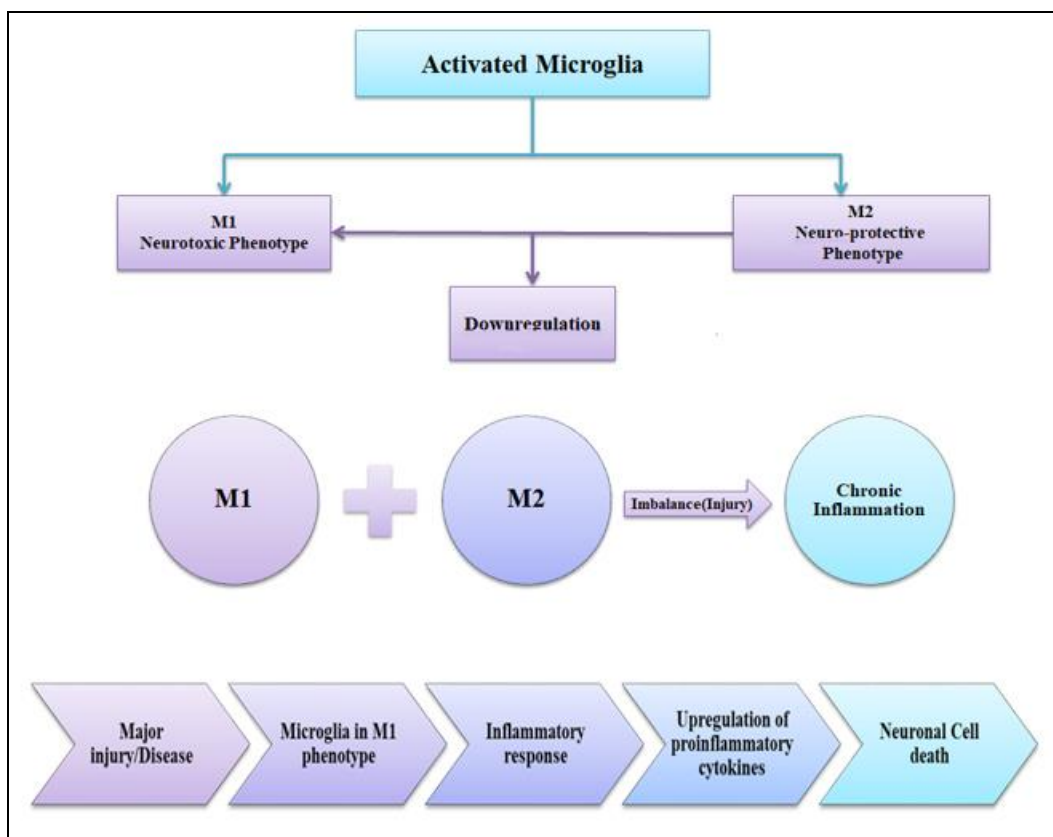 Activated Microglia
M1
Neurotoxic Phenotype
M2
Neuro-protective
Phenotype
Downregulation
M1
M2
Imbalance(Injury)
Chronic
Inflammation
Major
injury/Disease
Microglia in M1
phenotype
Inflammatory
response
Upregulation of
proinflammatory
cytokines
Neuronal Cell
death